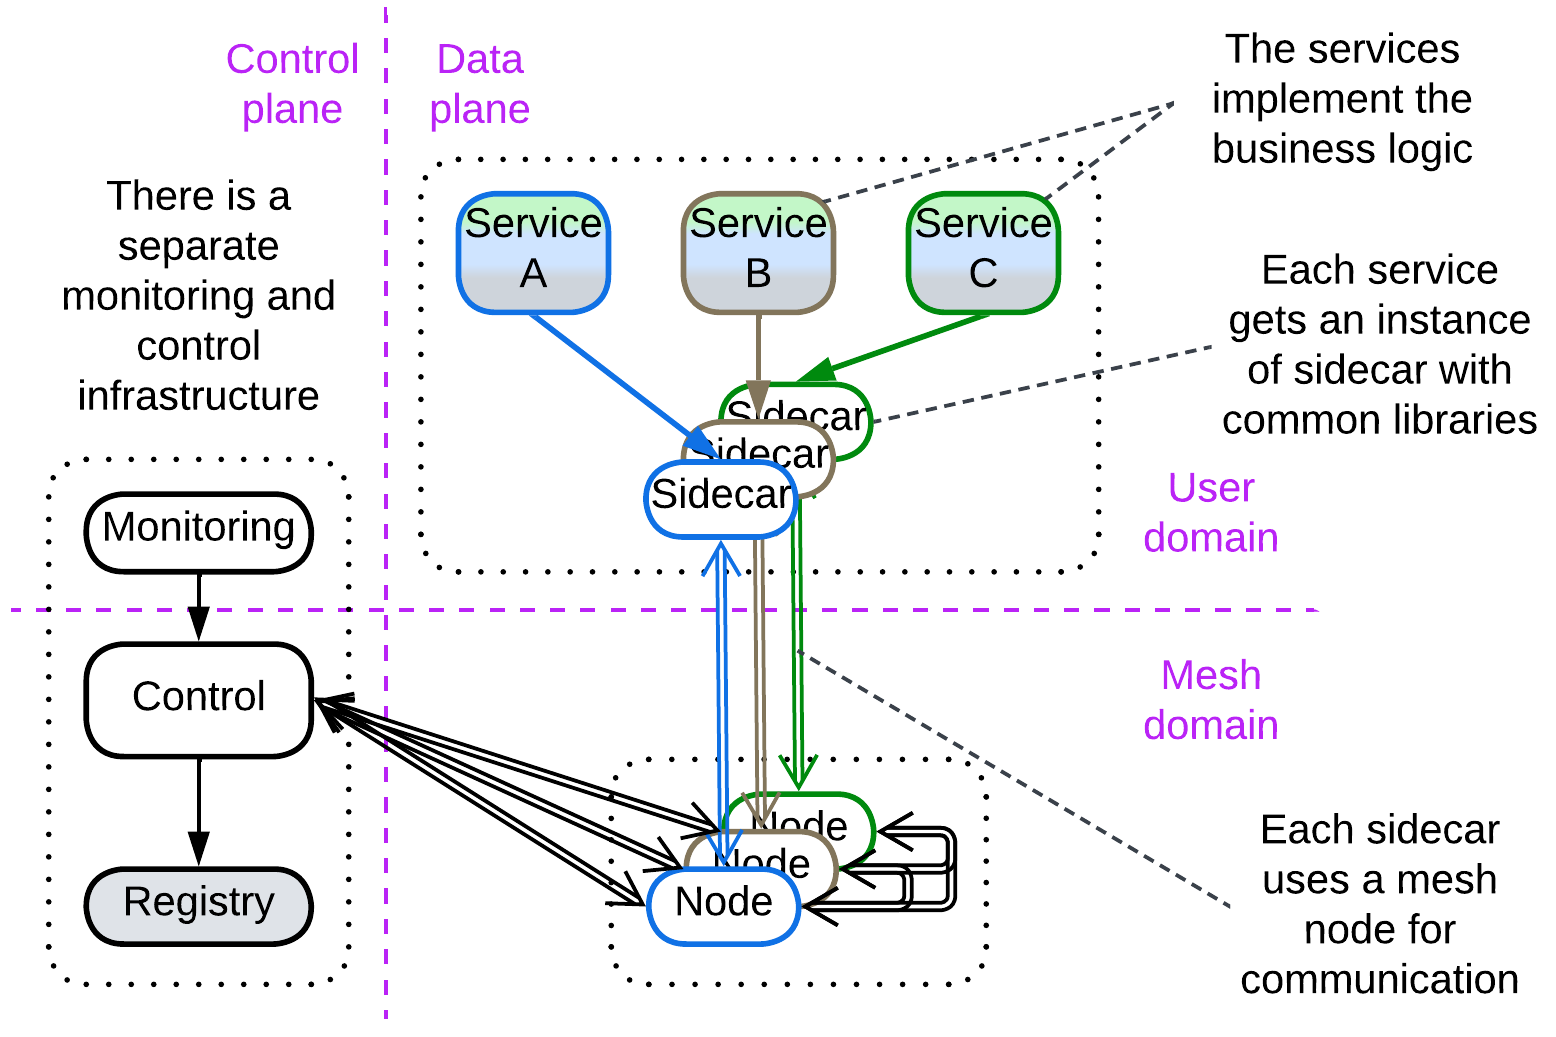 Control
plane
Data
plane
The services
implement the
business logic
There is a
separate
monitoring and
control
infrastructure
Service
A
Service
B
Service
C
Each service
gets an instance
of sidecar with
common libraries
Sidecar
Sidecar
Sidecar
User
domain
Monitoring
Control
Registry
Mesh
domain
Node
Node
Node
Each sidecar
uses a mesh
node for
communication